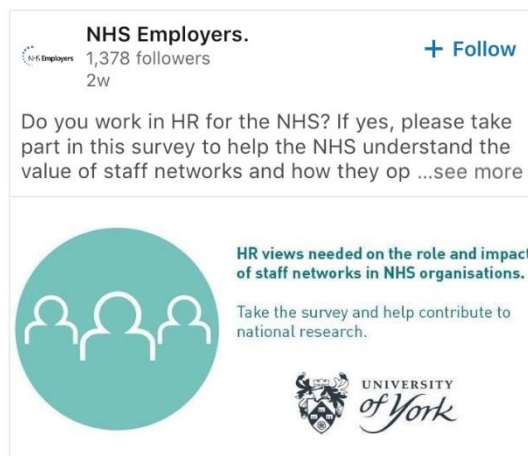 NHS Employers.
NHS Employers
1,378 followers
2w
+ Follow
Do you work in HR for the NHS? If yes, please take
part in this survey to help the NHS understand the
value of staff networks and how they op ...see more
HR views needed on the role and impact
of staff networks in NHS organisations.
Take the survey and help contribute to
national research.
UNIVERSITY
of York